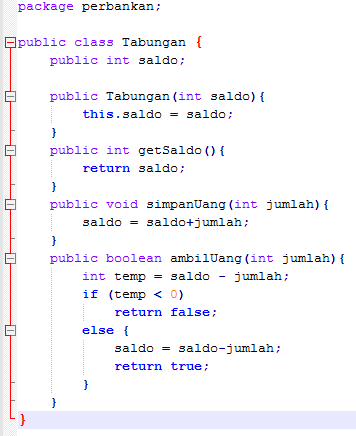 package perbankan;
public class Tabungan {
public int saldo;
public Tabungan(int saldo){
this.saldo = saldo;
}
public int getSaldo(){
return saldo;
}
public void simpanUang(int jumlah){
saldo = saldo+jumlah;
}
public boolean ambilUang(int jumlah){
int temp = saldo - jumlah;
if (temp < 0)
return false;
else {
saldo = saldo-jumlah;
return true;
}
}
}